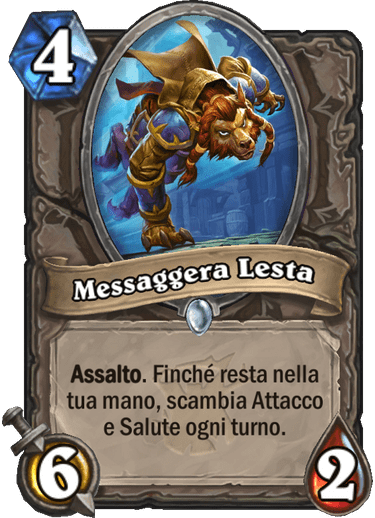 4
Messaggera Lesta
Assalto. Finché resta nella
tua mano, scambia Attacco
e Salute ogni turno.
6
2